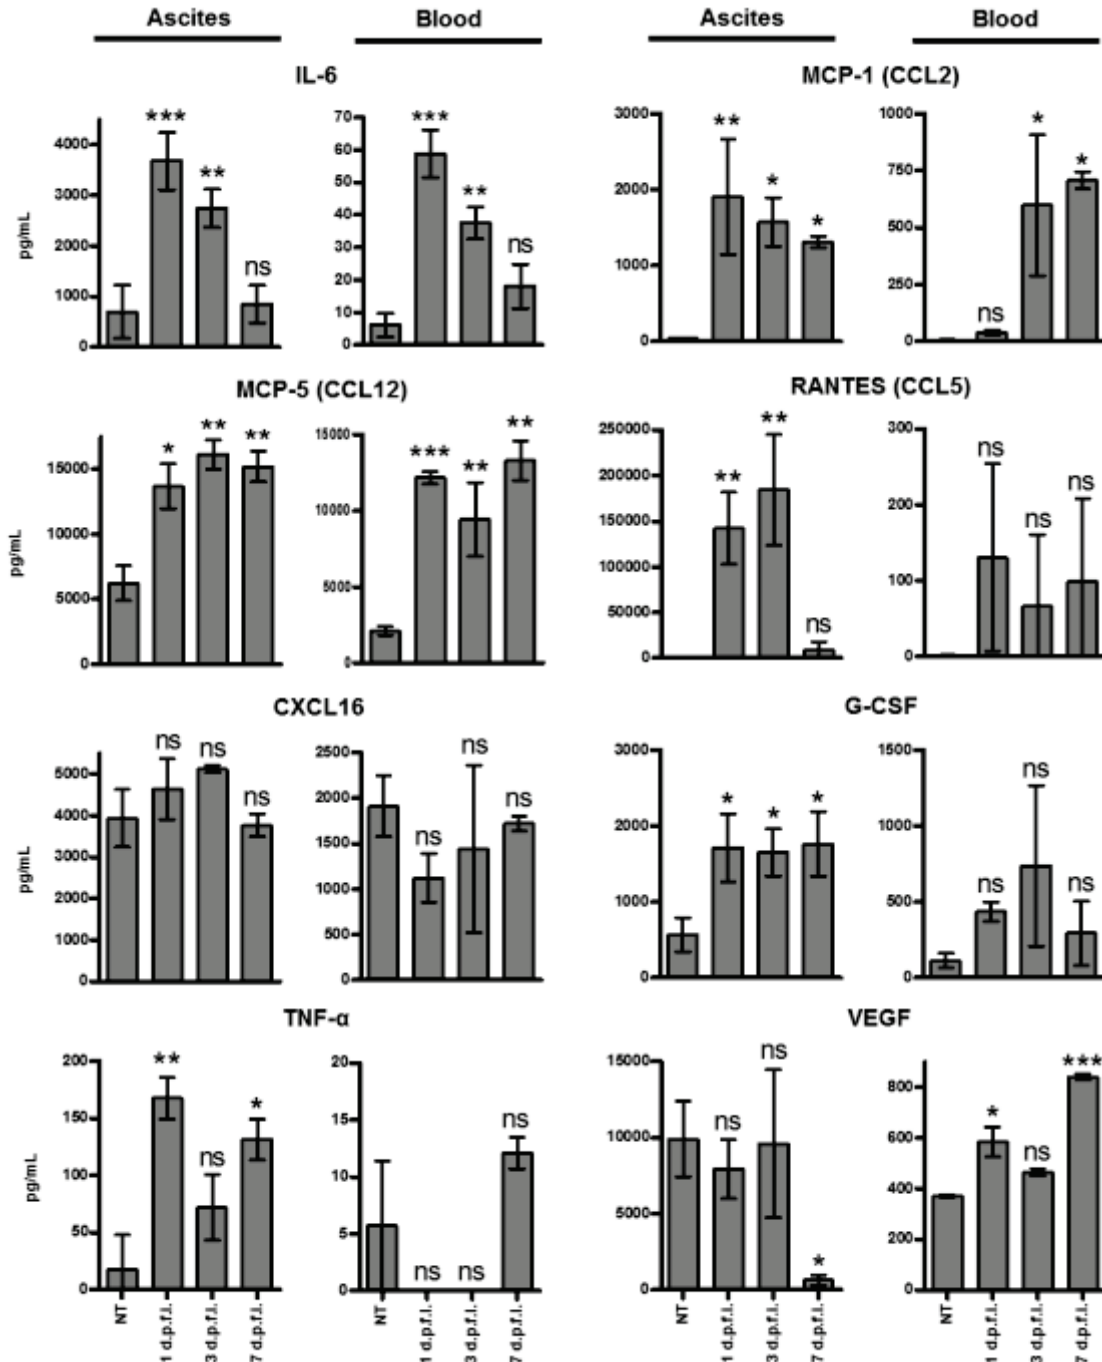 Ascites Blood Ascites Blood
IL-6 MCP-1 (CCL2)
pg/mL
4000 3000 2000 1000 0
*** ** ns
70 60 50 40 30 20 10 0
*** ** ns
3000 2000 1000 0
** * *
1000 750 500 250 0
ns * *
MCP-5 (CCL12) RANTES (CCL5)
pg/mL
15000 10000 5000 0
* ** **
15000 10000 5000 0
*** ** **
250000 200000 150000 100000 50000 0
** ** ns
300 200 100 0
ns ns ns
CXCL16 G-CSF
pg/mL
5000 4000 3000 2000 1000 0
ns ns ns
2500 2000 1500 1000 500 0
ns ns ns
3000 2000 1000 0
* * *
1500 1000 500 0
ns ns ns
TNF-α VEGF
pg/mL
200 150 100 50 0
** ns *
20 15 10 5 0
ns ns ns
15000 10000 5000 0
ns ns *
800 600 400 200 0
* ns ***
NT 1 d.p.f.I. 3 d.p.f.I. 7 d.p.f.I.
NT 1 d.p.f.I. 3 d.p.f.I. 7 d.p.f.I.
NT 1 d.p.f.I. 3 d.p.f.I. 7 d.p.f.I.
NT 1 d.p.f.I. 3 d.p.f.I. 7 d.p.f.I.